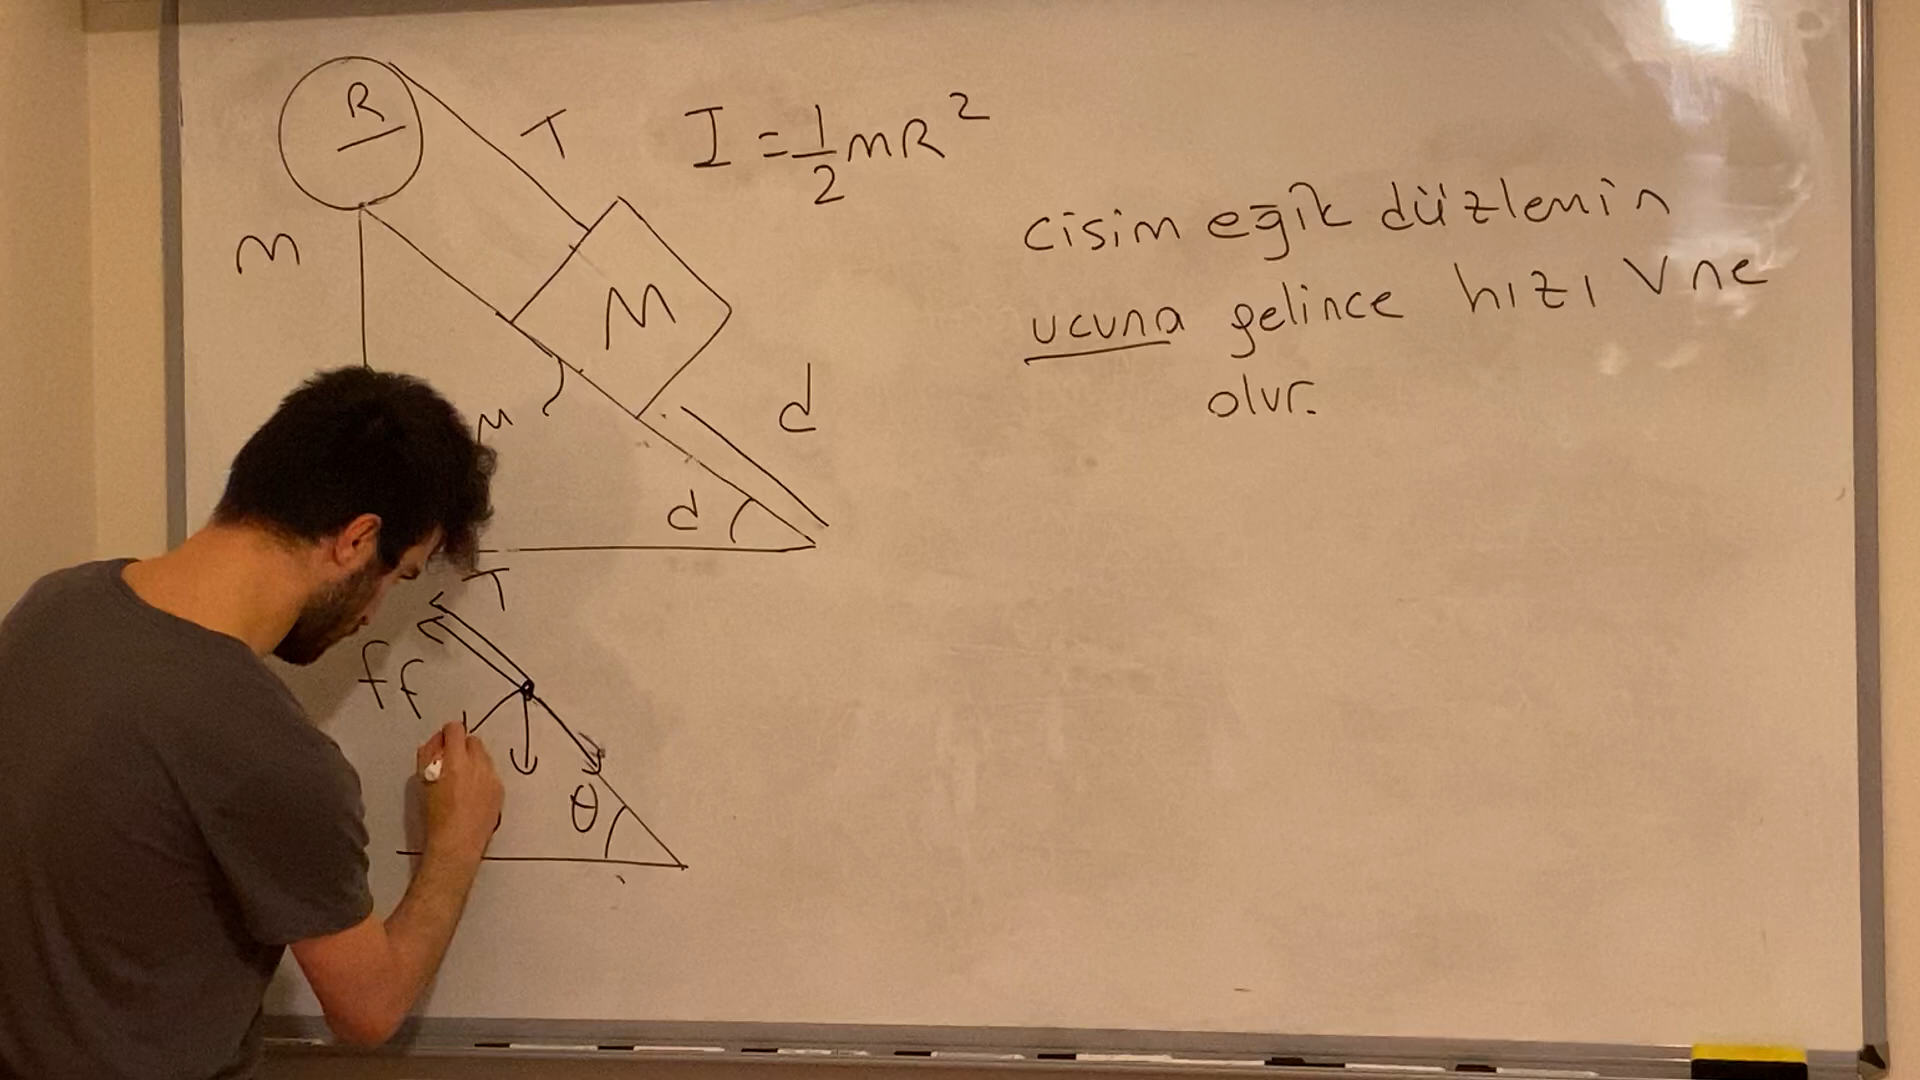 R
T
I = 1/2 mR²
m
M
μ
d
d
cisim eğik düzlemin
ucuna gelince hızı V ne
olur.
T
ff
θ